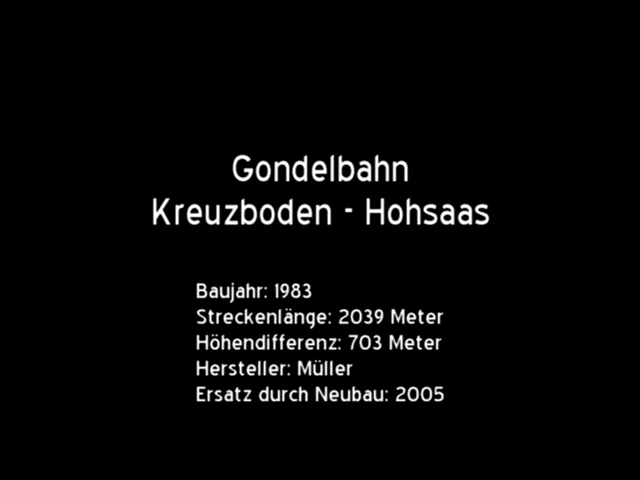 Gondelbahn
Kreuzboden - Hohsaas
Baujahr: 1983
Streckenlänge: 2039 Meter
Höhendifferenz: 703 Meter
Hersteller: Müller
Ersatz durch Neubau: 2005